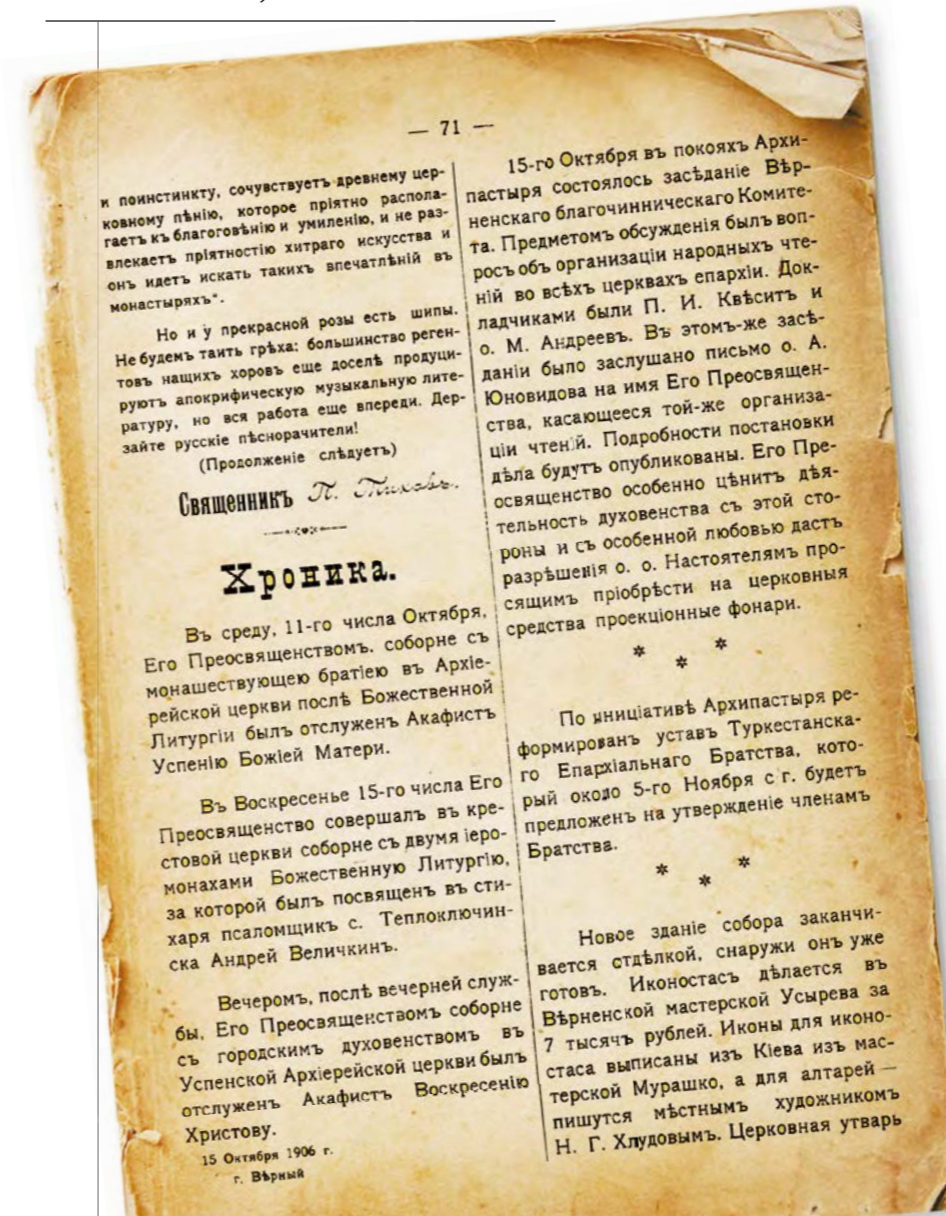 — 71 —
и поинстинкту, сочувствуетъ древнему цер-
ковному пѣнію, которое пріятно распола-
гаетъ къ благоговѣнію и умиленію, и не раз-
влекаетъ пріятностію хитраго искусства и
онъ идетъ искать такихъ впечатлѣній въ
монастыряхъ".
Но и у прекрасной розы есть шипы.
Не будемъ таить грѣха: большинство реген-
товъ нащихъ хоровъ еще доселѣ продуци-
руютъ апокрифическую музыкальную лите-
ратуру, но вся работа еще впереди. Дер-
зайте русскіе пѣснорачители!
(Продолженіе слѣдуетъ)
Священникъ П.
Хроника.
Въ среду, 11-го числа Октября,
Его Преосвященствомъ. соборне съ
монашествующею братіею въ Архіе-
рейской церкви послѣ Божественной
Литургіи былъ отслуженъ Акафистъ
Успенію Божіей Матери.
Въ Воскресенье 15-го числа Его
Преосвященство совершалъ въ кре-
стовой церкви соборне съ двумя іеро-
монахами Божественную Литургію,
за которой былъ посвященъ въ сти-
харя псаломщикъ с. Теплоключин-
ска Андрей Величкинъ.
Вечеромъ, послѣ вечерней служ-
бы, Его Преосвященствомъ соборне
съ городскимъ духовенствомъ въ
Успенской Архіерейской церкви былъ
отслуженъ Акафистъ Воскресенію
Христову.
15 Октября 1906 г.
г. Вѣрный
15-го Октября въ покояхъ Архи-
пастыря состоялось засѣданіе Вѣр-
ненскаго благочинническаго Комите-
та. Предметомъ обсужденія былъ воп-
росъ объ организаціи народныхъ чте-
ній во всѣхъ церквахъ епархіи. Док-
ладчиками были П. И. Квѣситъ и
о. М. Андреевъ. Въ этомъ-же засѣ-
даніи было заслушано письмо о. А.
Юновидова на имя Его Преосвящен-
ства, касающееся той-же организа-
ціи чтеній. Подробности постановки
дѣла будутъ опубликованы. Его Пре-
освященство особенно цѣнитъ дѣя-
тельность духовенства съ этой сто-
роны и съ особенной любовью дастъ
разрѣшенія о. о. Настоятелямъ про-
сящимъ пріобрѣсти на церковныя
средства проекціонные фонари.
* * *
По иниціативѣ Архипастыря ре-
формированъ уставъ Туркестанска-
го Епархіальнаго Братства, кото-
рый около 5-го Ноября с г. будетъ
предложенъ на утвержденіе членамъ
Братства.
* * *
Новое зданіе собора заканчи-
вается отдѣлкой, снаружи онъ уже
готовъ. Иконостасъ дѣлается въ
Вѣрненской мастерской Усырева за
7 тысячъ рублей. Иконы для иконо-
стаса выписаны изъ Кіева изъ мас-
терской Мурашко, а для алтарей —
пишутся мѣстнымъ художникомъ
Н. Г. Хлудовымъ. Церковная утварь